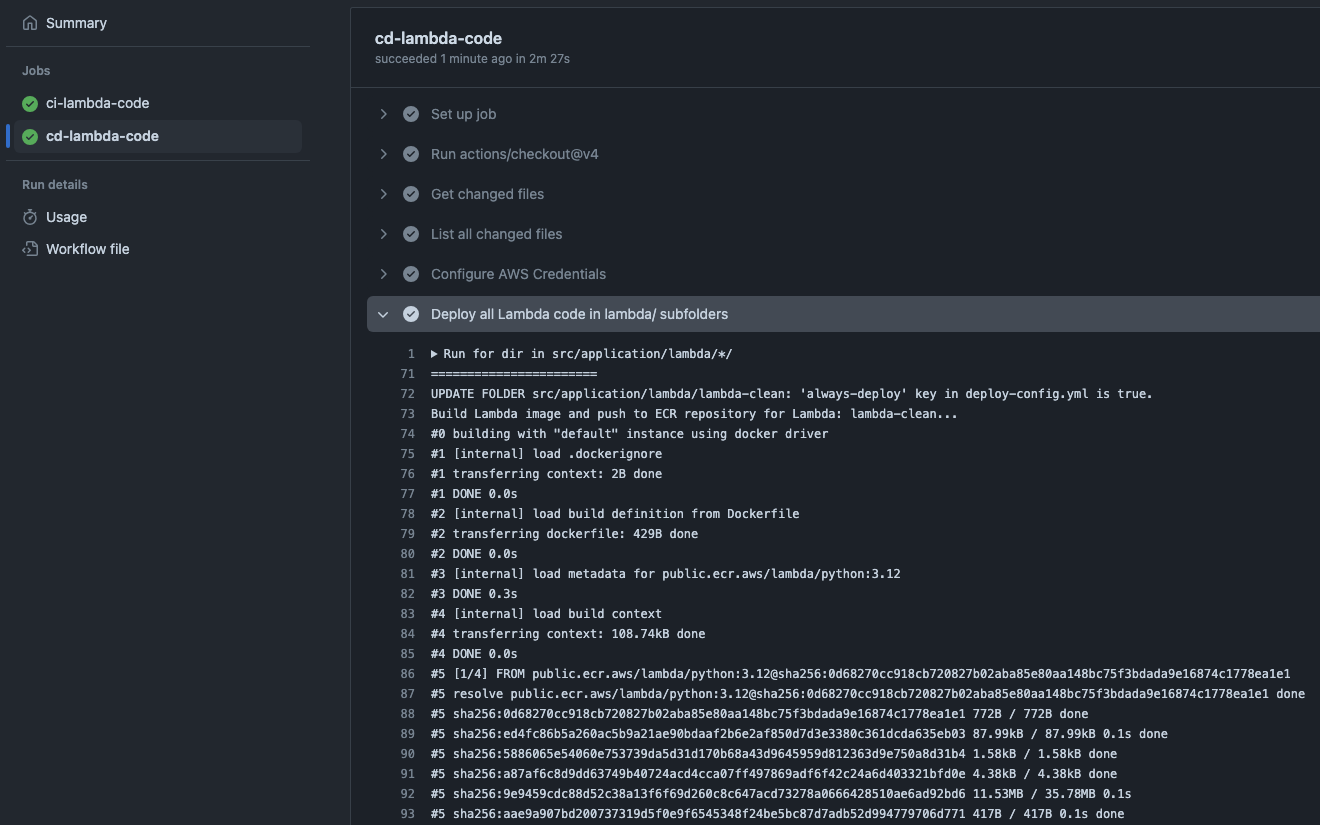 Summary
Jobs
ci-lambda-code
cd-lambda-code
Run details
Usage
Workflow file
cd-lambda-code
succeeded 1 minute ago in 2m 27s
Set up job
Run actions/checkout@v4
Get changed files
List all changed files
Configure AWS Credentials
Deploy all Lambda code in lambda/ subfolders
1 ▶ Run for dir in src/application/lambda/*/
71 =======================
72 UPDATE FOLDER src/application/lambda/lambda-clean: 'always-deploy' key in deploy-config.yml is true.
73 Build Lambda image and push to ECR repository for Lambda: lambda-clean...
74 #0 building with "default" instance using docker driver
75 #1 [internal] load .dockerignore
76 #1 transferring context: 2B done
77 #1 DONE 0.0s
78 #2 [internal] load build definition from Dockerfile
79 #2 transferring dockerfile: 429B done
80 #2 DONE 0.0s
81 #3 [internal] load metadata for public.ecr.aws/lambda/python:3.12
82 #3 DONE 0.3s
83 #4 [internal] load build context
84 #4 transferring context: 108.74kB done
85 #4 DONE 0.0s
86 #5 [1/4] FROM public.ecr.aws/lambda/python:3.12@sha256:0d68270cc918cb720827b02aba85e80aa148bc75f3bdada9e16874c1778ea1e1
87 #5 resolve public.ecr.aws/lambda/python:3.12@sha256:0d68270cc918cb720827b02aba85e80aa148bc75f3bdada9e16874c1778ea1e1 done
88 #5 sha256:0d68270cc918cb720827b02aba85e80aa148bc75f3bdada9e16874c1778ea1e1 772B / 772B done
89 #5 sha256:ed4fc86b5a260ac5b9a21ae90bdaaf2b6e2af850d7d3e3380c361dcda635eb03 87.99kB / 87.99kB 0.1s done
90 #5 sha256:5886065e54060e753739da5d31d170b68a43d9645959d812363d9e750a8d31b4 1.58kB / 1.58kB done
91 #5 sha256:a87af6c8d9dd63749b40724acd4cca07ff497869adf6f42c24a6d403321bfd0e 4.38kB / 4.38kB done
92 #5 sha256:9e9459cdc88d52c38a13f6f69d260c8c647acd73278a0666428510ae6ad92bd6 11.53MB / 35.78MB 0.1s
93 #5 sha256:aae9a907bd200737319d5f0e9f6545348f24be5bc87d7adb52d994779706d771 417B / 417B 0.1s done